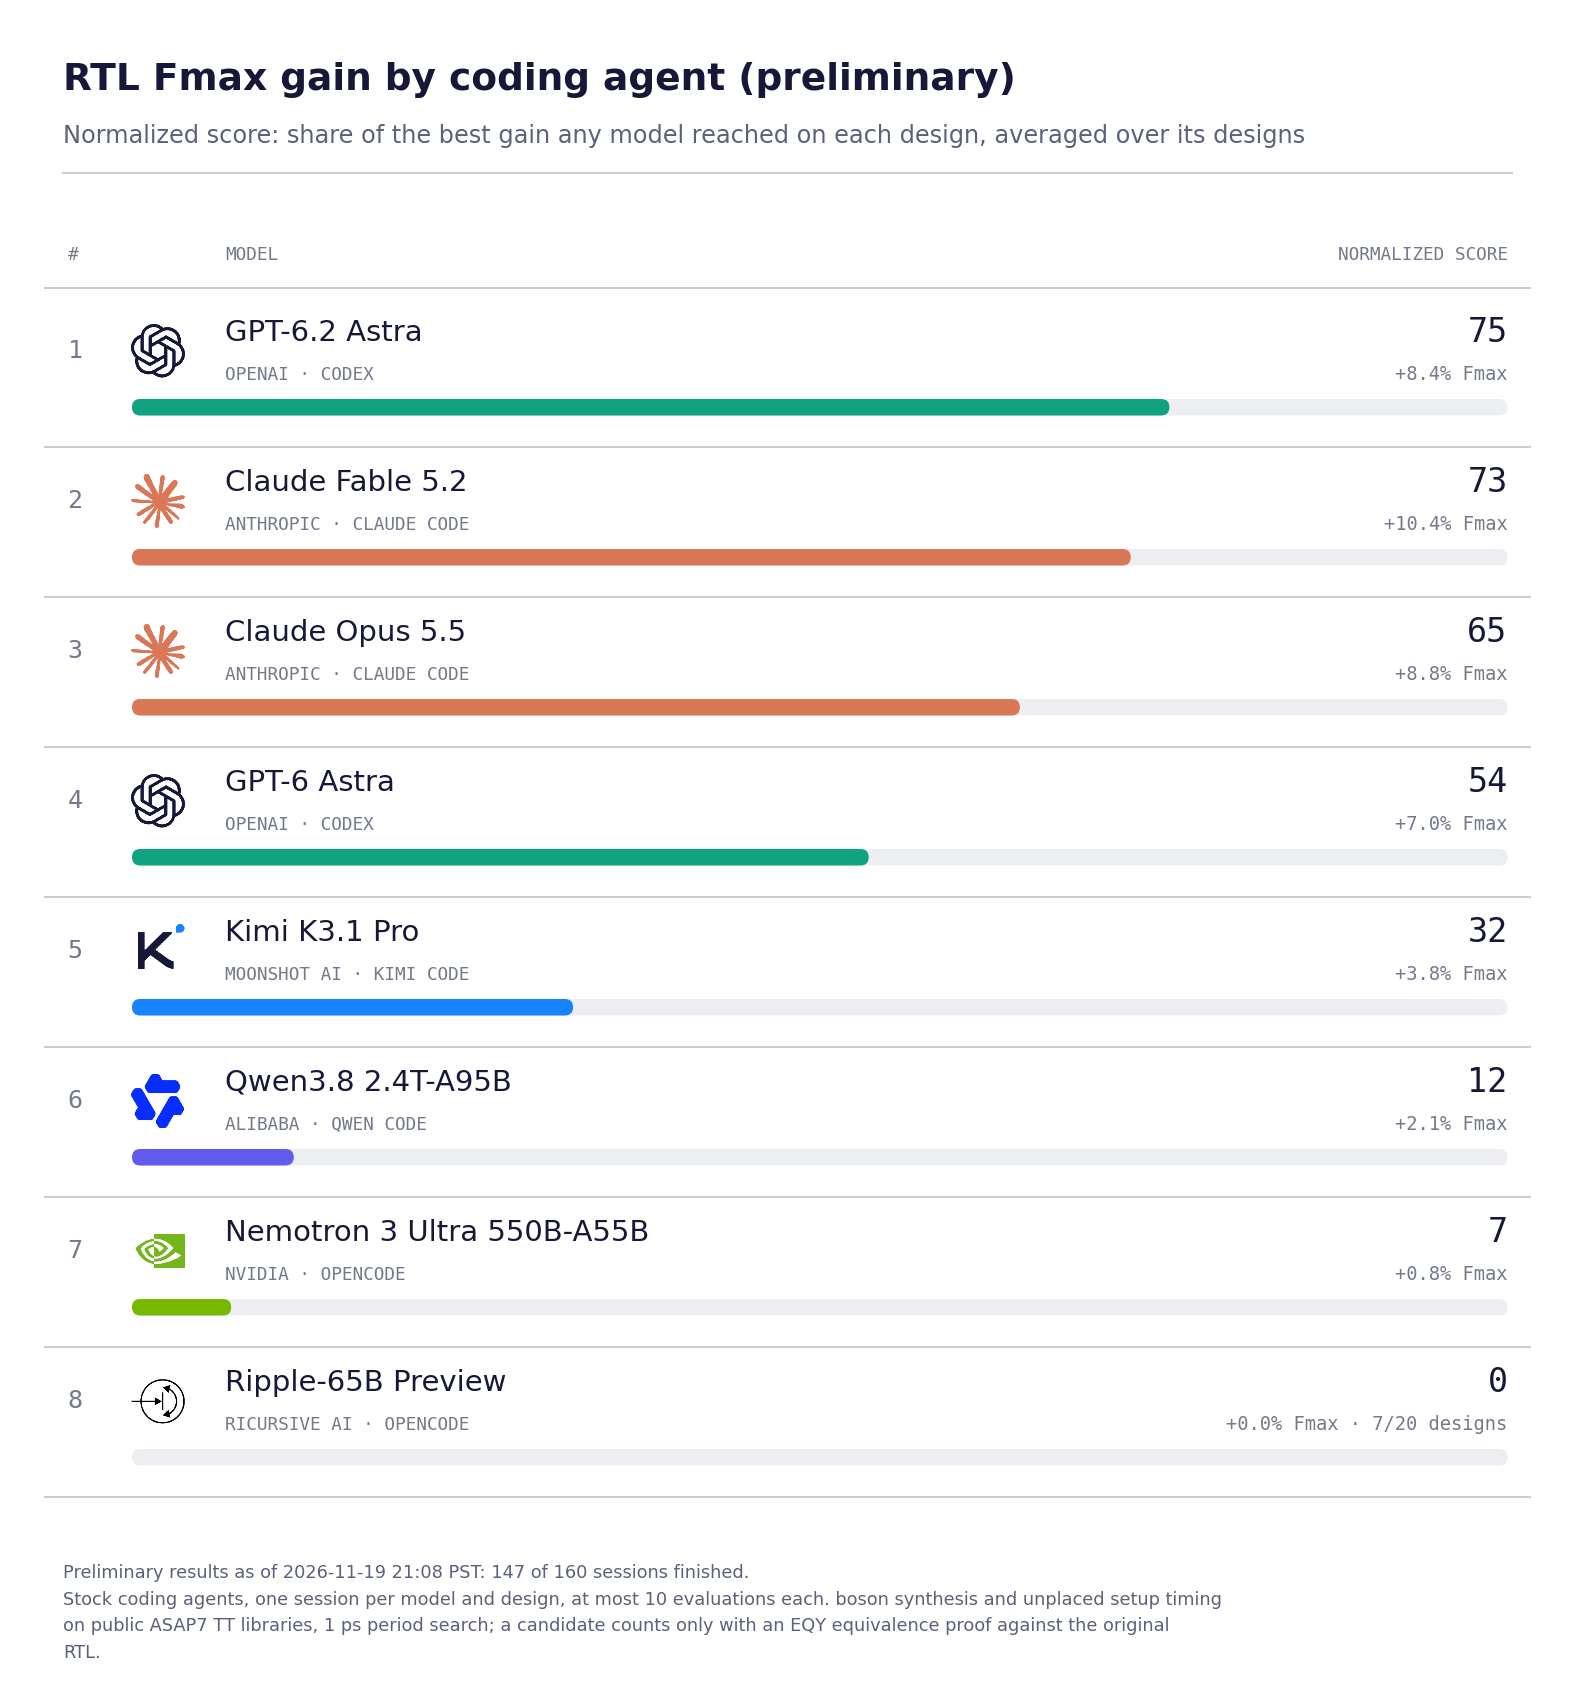 RTL Fmax gain by coding agent (preliminary)
Normalized score: share of the best gain any model reached on each design, averaged over its designs
# MODEL NORMALIZED SCORE
1 GPT-6.2 Astra 75
OPENAI · CODEX +8.4% Fmax
2 Claude Fable 5.2 73
ANTHROPIC · CLAUDE CODE +10.4% Fmax
3 Claude Opus 5.5 65
ANTHROPIC · CLAUDE CODE +8.8% Fmax
4 GPT-6 Astra 54
OPENAI · CODEX +7.0% Fmax
5 Kimi K3.1 Pro 32
MOONSHOT AI · KIMI CODE +3.8% Fmax
6 Qwen3.8 2.4T-A95B 12
ALIBABA · QWEN CODE +2.1% Fmax
7 Nemotron 3 Ultra 550B-A55B 7
NVIDIA · OPENCODE +0.8% Fmax
8 Ripple-65B Preview 0
RICURSIVE AI · OPENCODE +0.0% Fmax · 7/20 designs
Preliminary results as of 2026-11-19 21:08 PST: 147 of 160 sessions finished.
Stock coding agents, one session per model and design, at most 10 evaluations each. boson synthesis and unplaced setup timing
on public ASAP7 TT libraries, 1 ps period search; a candidate counts only with an EQY equivalence proof against the original
RTL.